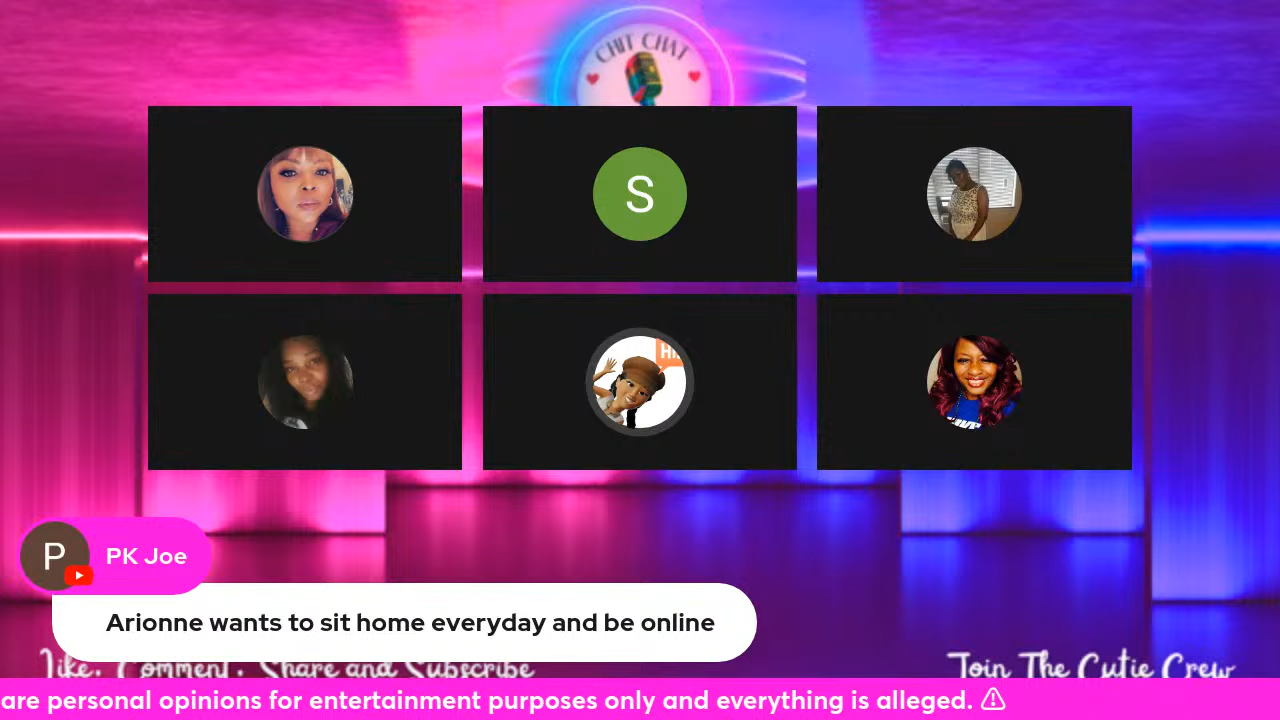 CHIT CHAT
S
HI.
P
PK Joe
Arionne wants to sit home everyday and be online
Like. Comment. Share and Subscribe
Join The Cutie Crew
are personal opinions for entertainment purposes only and everything is alleged. ⚠